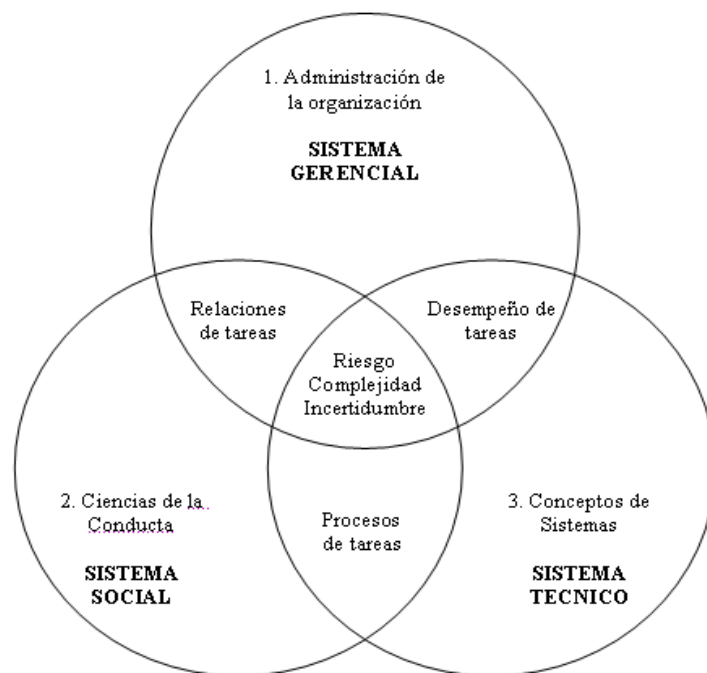 1. Administración de
la organización
SISTEMA
GERENCIAL
Relaciones
de tareas
Desempeño de
tareas
Riesgo
Complejidad
Incertidumbre
2. Ciencias de la
Conducta
SISTEMA
SOCIAL
Procesos
de tareas
3. Conceptos de
Sistemas
SISTEMA
TECNICO